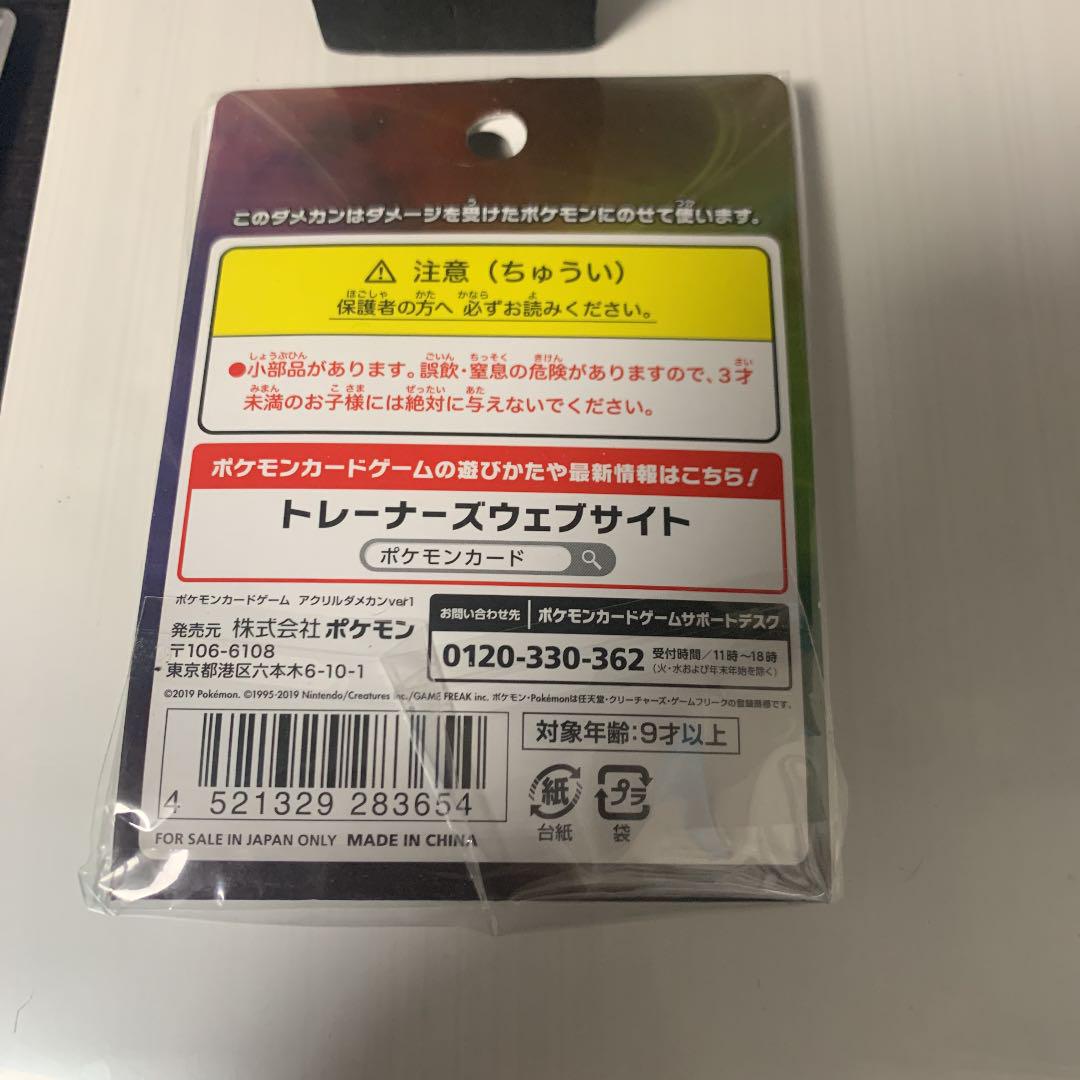 このダメカンはダメージを受けたポケモンにのせて使います。
⚠ 注意（ちゅうい）
保護者の方へ 必ずお読みください。
●小部品があります。誤飲・窒息の危険がありますので、3才
未満のお子様には絶対に与えないでください。
ポケモンカードゲームの遊びかたや最新情報はこちら！
トレーナーズウェブサイト
ポケモンカード
ポケモンカードゲーム アクリルダメカンver1
発売元 株式会社 ポケモン
〒106-6108
東京都港区六本木6-10-1
お問い合わせ先 ポケモンカードゲームサポートデスク
0120-330-362 受付時間／11時〜18時
(火・水および年末年始を除く)
©2019 Pokémon. ©1995-2019 Nintendo/Creatures inc./GAME FREAK inc. ポケモン・Pokémonは任天堂・クリーチャーズ・ゲームフリークの登録商標です。
4 521329 283654
対象年齢:9才以上
紙
台紙
プラ
袋
FOR SALE IN JAPAN ONLY MADE IN CHINA